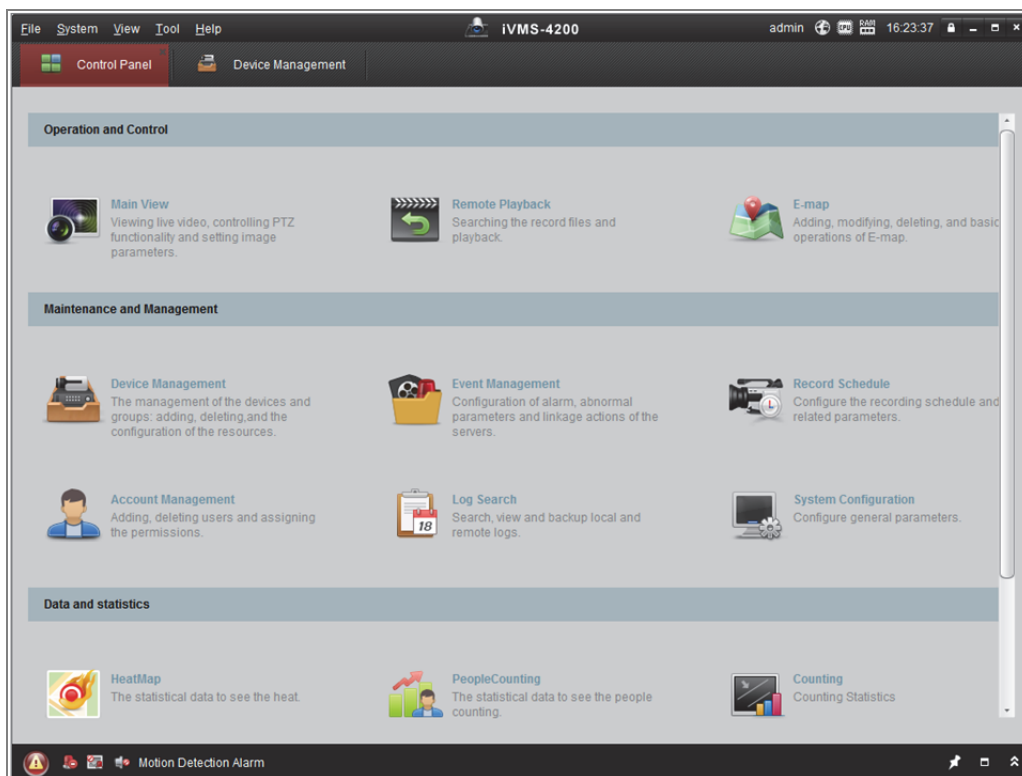 File System View Tool Help iVMS-4200 admin CPU RAM 16:23:37
Control Panel Device Management
Operation and Control
Main View
Viewing live video, controlling PTZ
functionality and setting image
parameters.
Remote Playback
Searching the record files and
playback.
E-map
Adding, modifying, deleting, and basic
operations of E-map.
Maintenance and Management
Device Management
The management of the devices and
groups: adding, deleting,and the
configuration of the resources.
Event Management
Configuration of alarm, abnormal
parameters and linkage actions of the
servers.
Record Schedule
Configure the recording schedule and
related parameters.
Account Management
Adding, deleting users and assigning
the permissions.
Log Search
Search, view and backup local and
remote logs.
18
System Configuration
Configure general parameters.
Data and statistics
HeatMap
The statistical data to see the heat.
PeopleCounting
The statistical data to see the people
counting.
Counting
Counting Statistics
Motion Detection Alarm